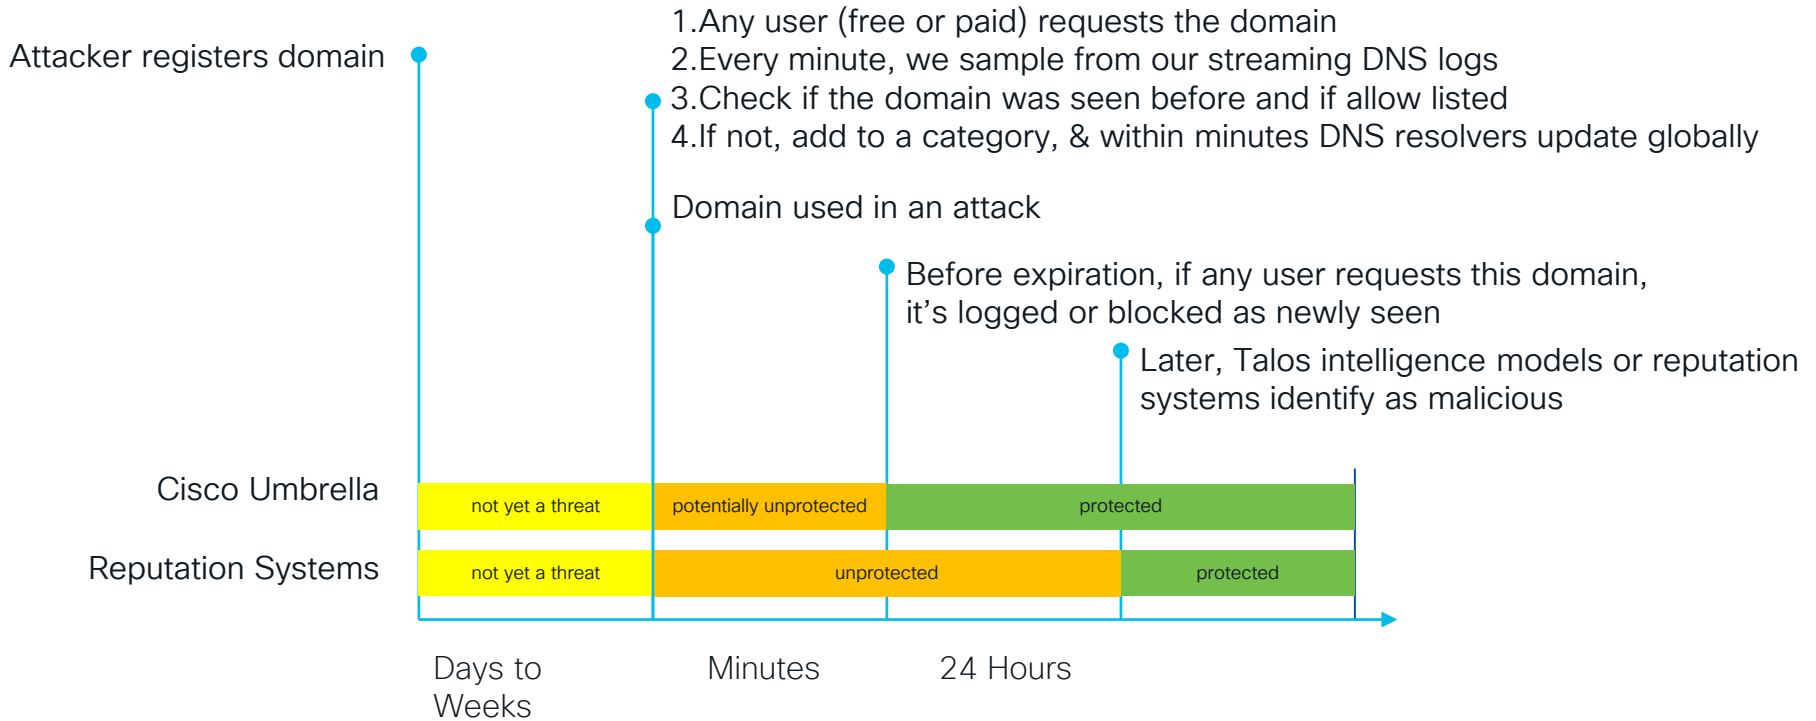 Attacker registers domain
1.Any user (free or paid) requests the domain
2.Every minute, we sample from our streaming DNS logs
3.Check if the domain was seen before and if allow listed
4.If not, add to a category, & within minutes DNS resolvers update globally
Domain used in an attack
Before expiration, if any user requests this domain,
it’s logged or blocked as newly seen
Later, Talos intelligence models or reputation
systems identify as malicious
Cisco Umbrella
not yet a threat
potentially unprotected
protected
Reputation Systems
not yet a threat
unprotected
protected
Days to
Weeks
Minutes
24 Hours